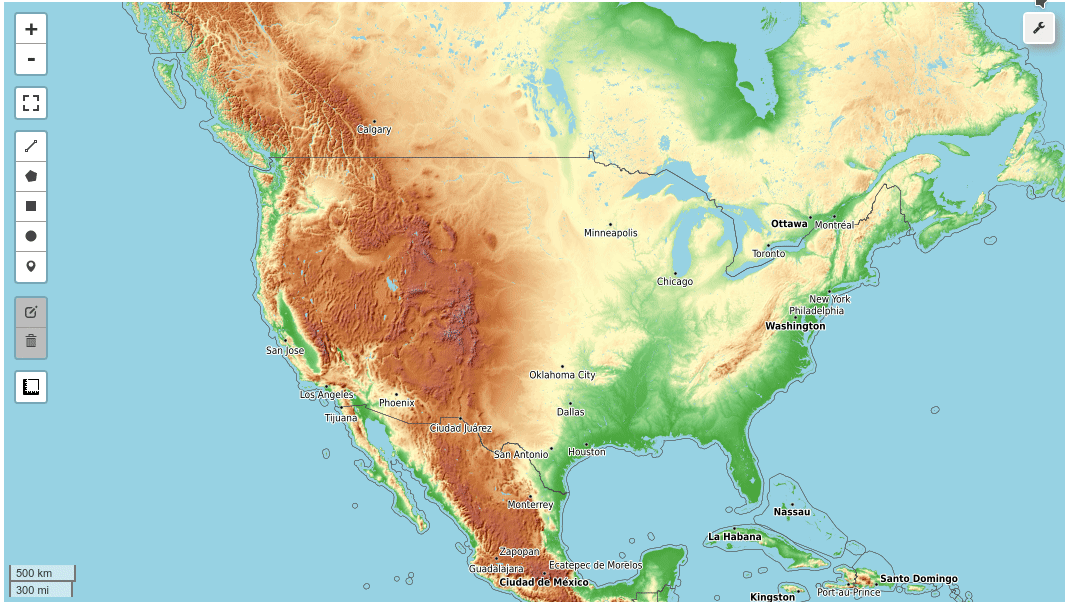 +
-
Calgary
Ottawa
Montréal
Minneapolis
Toronto
Chicago
New York
Philadelphia
Washington
San Jose
Oklahoma City
Los Angeles
Phoenix
Dallas
Tijuana
Ciudad Juárez
San Antonio
Houston
Monterrey
Nassau
La Habana
Zapopan
Ecatepec de Morelos
Guadalajara
500 km
Ciudad de México
Santo Domingo
300 mi
Port-au-Prince
Kingston